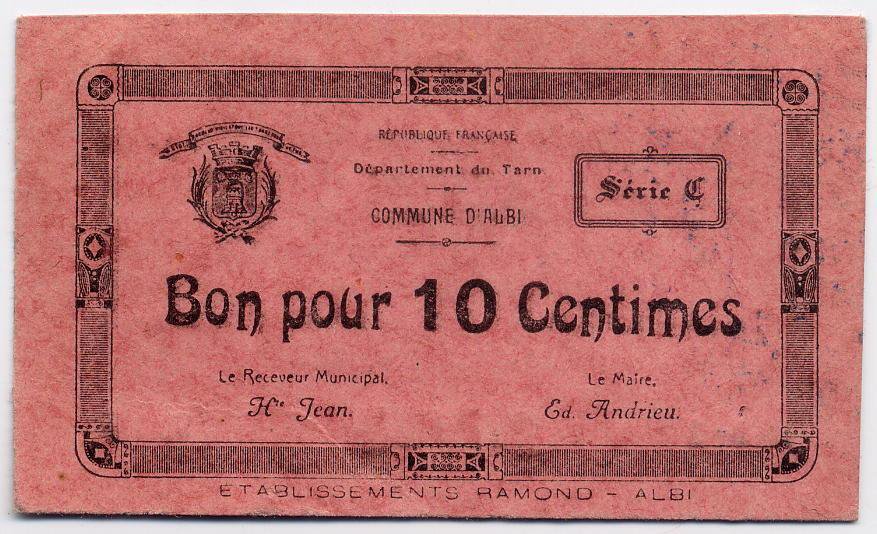 RÉPUBLIQUE FRANÇAISE
Département du Tarn
COMMUNE D'ALBI
Série C
Bon pour 10 Centimes
Le Receveur Municipal,
Hte Jean.
Le Maire,
Ed. Andrieu.
ETABLISSEMENTS RAMOND - ALBI